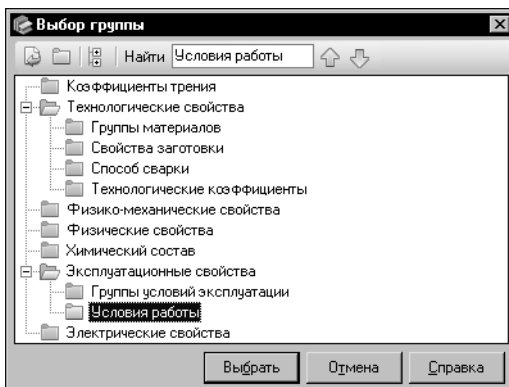 Выбор группы
Найти Условия работы
Коэффициенты трения
Технологические свойства
Группы материалов
Свойства заготовки
Способ сварки
Технологические коэффициенты
Физико-механические свойства
Физические свойства
Химический состав
Эксплуатационные свойства
Группы условий эксплуатации
Условия работы
Электрические свойства
Выбрать Отмена Справка